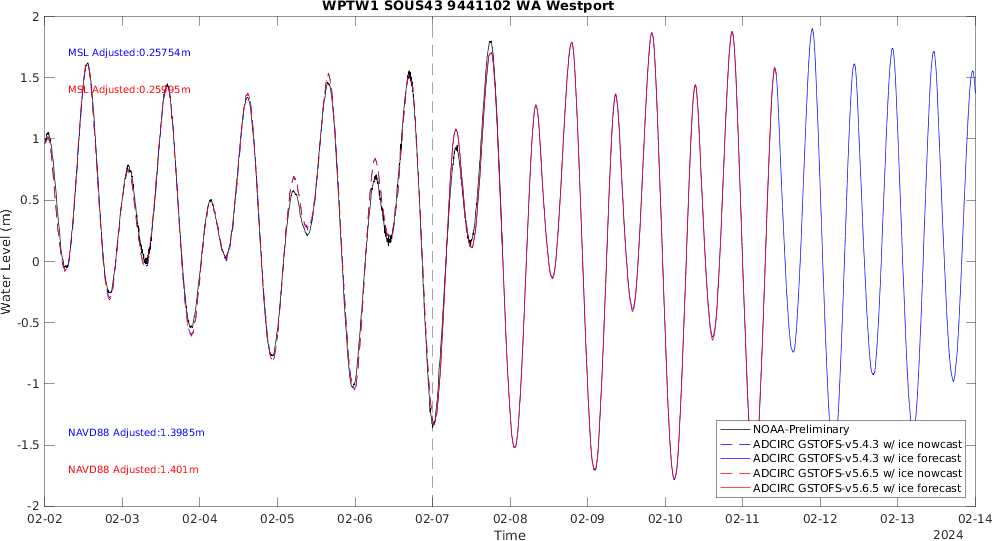 WPTW1 SOUS43 9441102 WA Westport
2
1.5
1
0.5
0
-0.5
-1
-1.5
-2
Water Level (m)
MSL Adjusted:0.25754m
MSL Adjusted:0.25995m
NAVD88 Adjusted:1.3985m
NAVD88 Adjusted:1.401m
NOAA-Preliminary
ADCIRC GSTOFS-v5.4.3 w/ ice nowcast
ADCIRC GSTOFS-v5.4.3 w/ ice forecast
ADCIRC GSTOFS-v5.6.5 w/ ice nowcast
ADCIRC GSTOFS-v5.6.5 w/ ice forecast
02-02 02-03 02-04 02-05 02-06 02-07 02-08 02-09 02-10 02-11 02-12 02-13 02-14
Time
2024